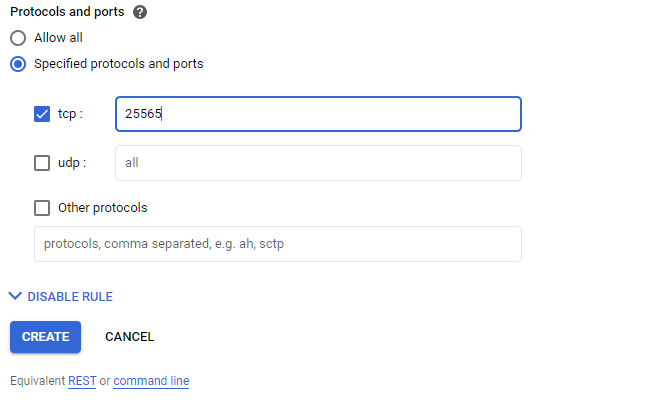 Protocols and ports
Allow all
Specified protocols and ports
tcp : 25565
udp : all
Other protocols
protocols, comma separated, e.g. ah, sctp
DISABLE RULE
CREATE CANCEL
Equivalent REST or command line